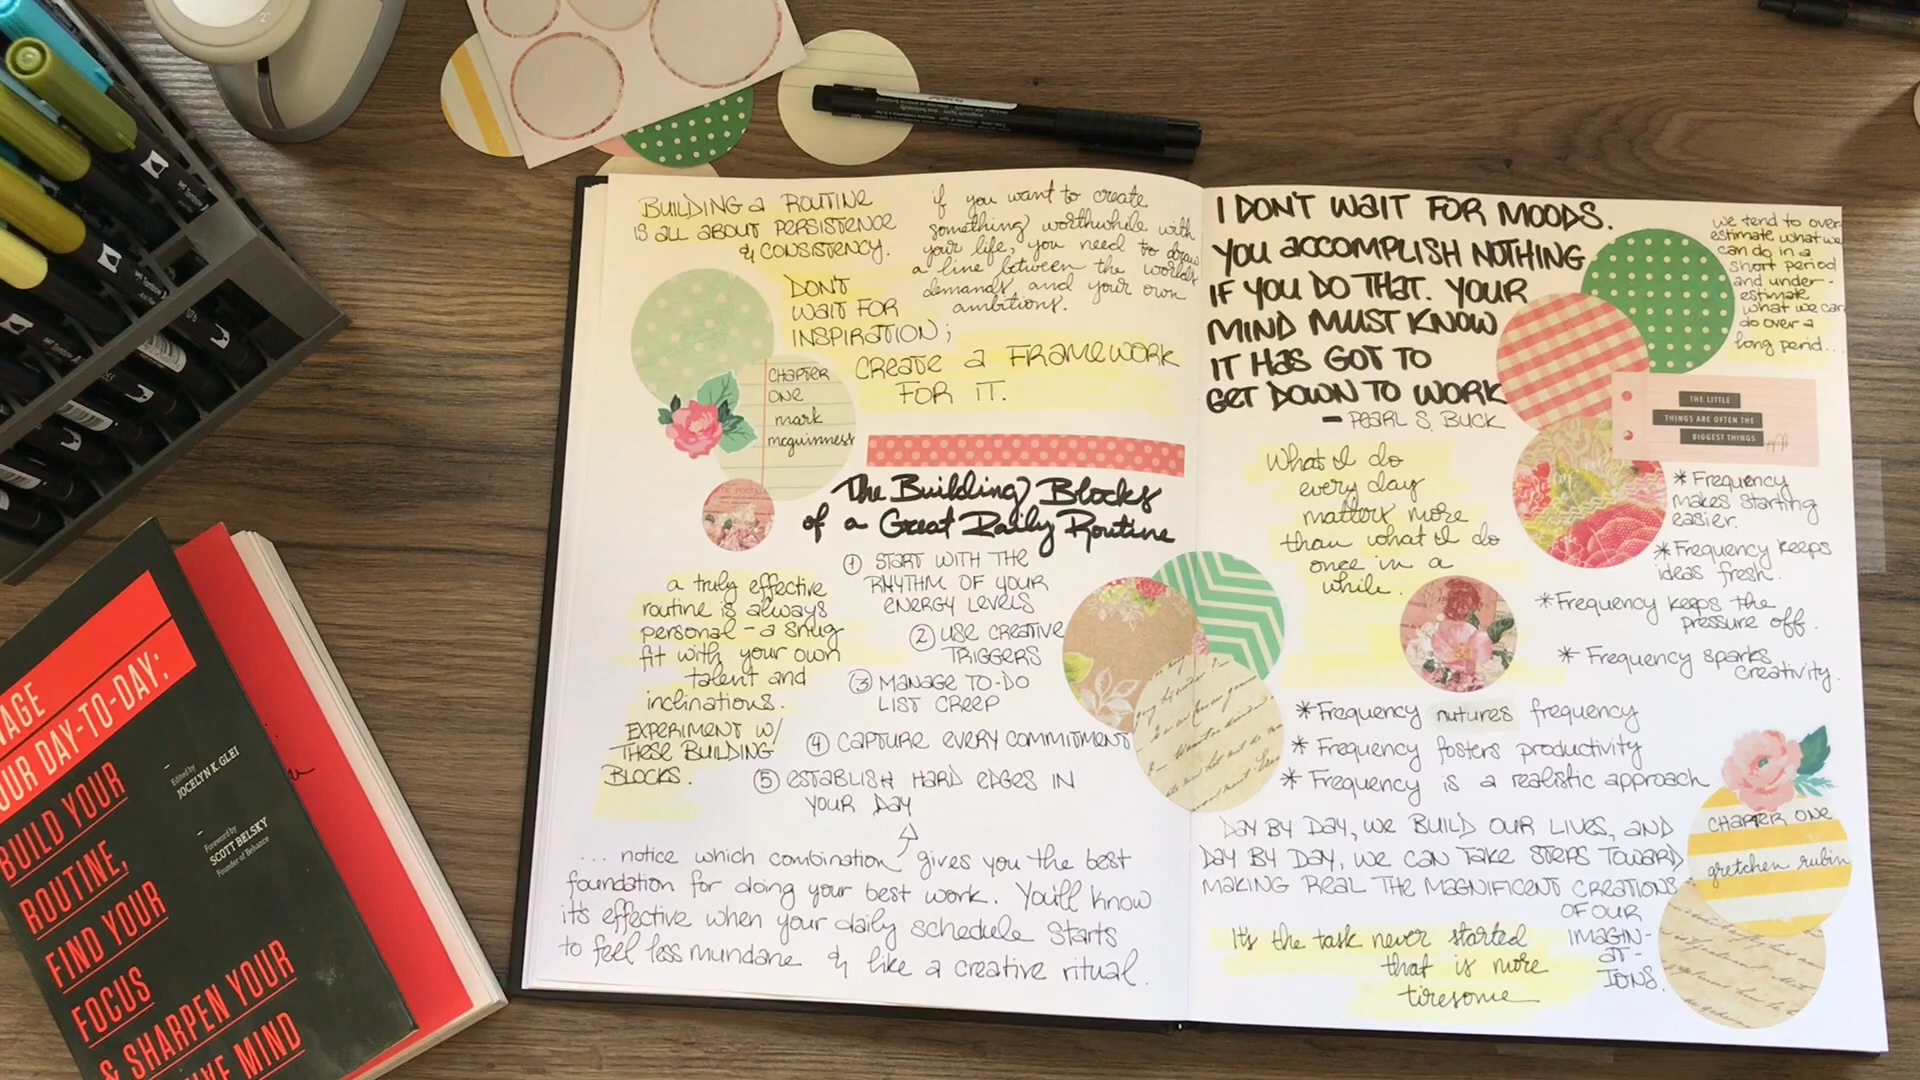 BUILDING A ROUTINE
IS ALL ABOUT PERSISTENCE
& CONSISTENCY.
DON'T
WAIT FOR
INSPIRATION;
CREATE A FRAMEWORK
FOR IT.
if you want to create
something worthwhile with
your life, you need to draw
a line between the world's
demands and your own
ambitions.
CHAPTER
ONE
mark
mcguinness
The Building Blocks
of a Great Daily Routine
① START WITH THE
RHYTHM OF YOUR
ENERGY LEVELS
② USE CREATIVE
TRIGGERS
③ MANAGE TO-DO
LIST CREEP
④ CAPTURE EVERY COMMITMENT
⑤ ESTABLISH HARD EDGES IN
YOUR DAY
a truly effective
routine is always
personal - a snug
fit with your own
talent and
inclinations.
EXPERIMENT W/
THESE BUILDING
BLOCKS.
... notice which combination gives you the best
foundation for doing your best work. You'll know
it's effective when your daily schedule starts
to feel less mundane & like a creative ritual.
I DON'T WAIT FOR MOODS.
YOU ACCOMPLISH NOTHING
IF YOU DO THAT. YOUR
MIND MUST KNOW
IT HAS GOT TO
GET DOWN TO WORK
- PEARL S. BUCK
we tend to over
estimate what we
can do in a
short period
and under-
estimate
what we can
do over a
long perid...
THE LITTLE
THINGS ARE OFTEN THE
BIGGEST THINGS
What I do
every day
matters more
than what I do
once in a
while.
* Frequency
makes starting
easier.
* Frequency keeps
ideas fresh.
* Frequency keeps the
pressure off.
* Frequency sparks
creativity.
* Frequency nutures frequency
* Frequency fosters productivity
* Frequency is a realistic approach
DAY BY DAY, WE BUILD OUR LIVES, AND
DAY BY DAY, WE CAN TAKE STEPS TOWARD
MAKING REAL THE MAGNIFICENT CREATIONS
OF OUR
IMAGIN-
AT-
IONS.
It's the task never started
that is more
tiresome
CHAPTER ONE
gretchen rubin
NAGE
OUR DAY-TO-DAY:
BUILD YOUR
ROUTINE,
FIND YOUR
FOCUS
& SHARPEN YOUR
IVE MIND
Edited by
JOCELYN K. GLEI
Foreword by
SCOTT BELSKY
Founder of Behance